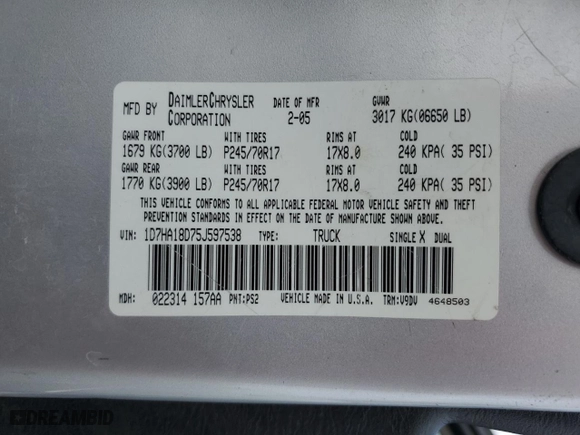 MFD BY DAIMLERCHRYSLER CORPORATION DATE OF MFR 2-05 GVWR 3017 KG(06650 LB)
GAWR FRONT WITH TIRES RIMS AT COLD
1679 KG(3700 LB) P245/70R17 17X8.0 240 KPA( 35 PSI)
GAWR REAR WITH TIRES RIMS AT COLD
1770 KG(3900 LB) P245/70R17 17X8.0 240 KPA( 35 PSI)
THIS VEHICLE CONFORMS TO ALL APPLICABLE FEDERAL MOTOR VEHICLE SAFETY AND THEFT
PREVENTION STANDARDS IN EFFECT ON THE DATE OF MANUFACTURE SHOWN ABOVE.
VIN: 1D7HA18D75J597538 TYPE: TRUCK SINGLE X DUAL
MDH: 022314 157AA PNT:PS2 VEHICLE MADE IN U.S.A. TRM:V9DV 4648503
DREAMBID